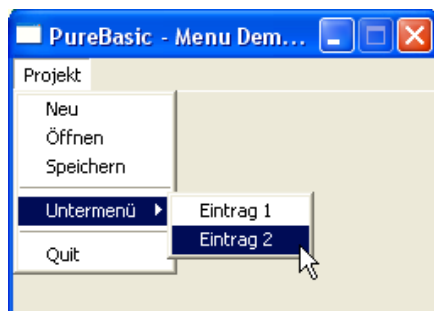 PureBasic - Menu Dem...
Projekt
Neu
Öffnen
Speichern
Untermenü
Eintrag 1
Eintrag 2
Quit